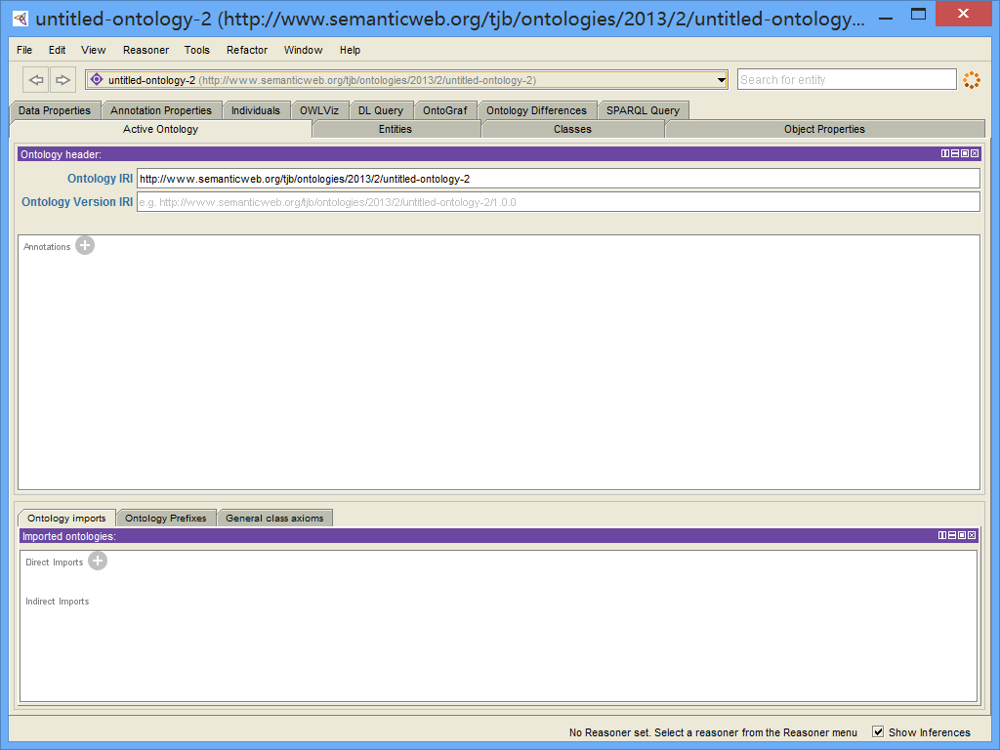 untitled-ontology-2 (http://www.semanticweb.org/tjb/ontologies/2013/2/untitled-ontology...
File Edit View Reasoner Tools Refactor Window Help
untitled-ontology-2 (http://www.semanticweb.org/tjb/ontologies/2013/2/untitled-ontology-2) Search for entity
Data Properties Annotation Properties Individuals OWLViz DL Query OntoGraf Ontology Differences SPARQL Query
Active Ontology Entities Classes Object Properties
Ontology header:
Ontology IRI http://www.semanticweb.org/tjb/ontologies/2013/2/untitled-ontology-2
Ontology Version IRI e.g. http://www.semanticweb.org/tjb/ontologies/2013/2/untitled-ontology-2/1.0.0
Annotations
Ontology imports Ontology Prefixes General class axioms
Imported ontologies:
Direct Imports
Indirect Imports
No Reasoner set. Select a reasoner from the Reasoner menu Show Inferences